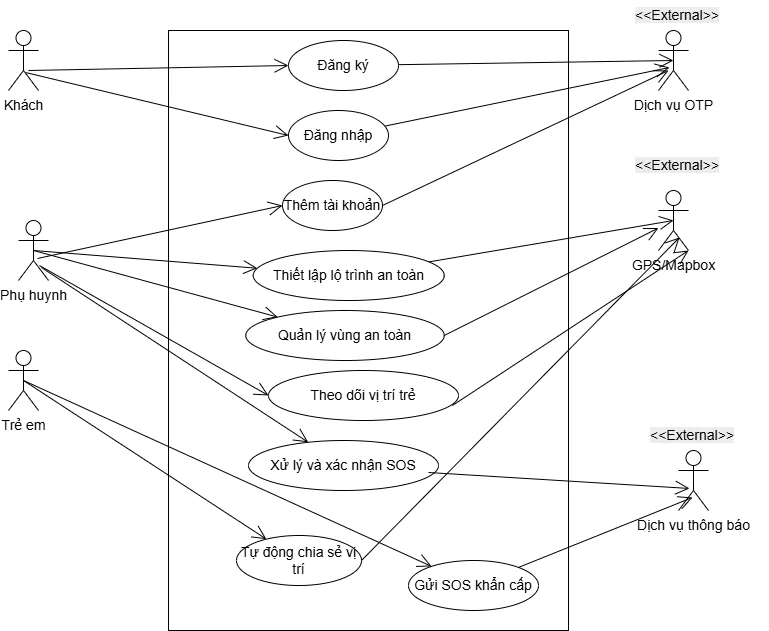 <<External>>
Đăng ký
Khách
Dịch vụ OTP
Đăng nhập
<<External>>
Thêm tài khoản
Thiết lập lộ trình an toàn
GPS/Mapbox
Phụ huynh
Quản lý vùng an toàn
Theo dõi vị trí trẻ
Trẻ em
<<External>>
Xử lý và xác nhận SOS
Dịch vụ thông báo
Tự động chia sẻ vị
trí
Gửi SOS khẩn cấp